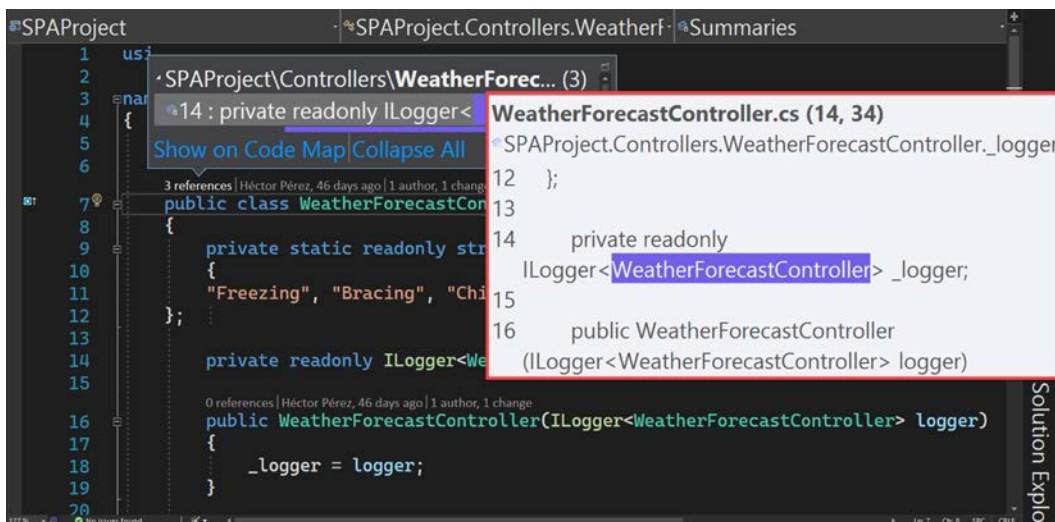 SPAProject
SPAProject.Controllers.WeatherF
Summaries
1 usi
2
SPAProject\Controllers\WeatherForec... (3)
3 nam
14 : private readonly ILogger<
4 {
5 Show on Code Map|Collapse All
6
3 references | Héctor Pérez, 46 days ago | 1 author, 1 chang
7 public class WeatherForecastCon
8 {
9 private static readonly str
10 {
11 "Freezing", "Bracing", "Chi
12 };
13
14 private readonly ILogger<We
15
0 references | Héctor Pérez, 46 days ago | 1 author, 1 change
16 public WeatherForecastController(ILogger<WeatherForecastController> logger)
17 {
18 _logger = logger;
19 }
20
WeatherForecastController.cs (14, 34)
SPAProject.Controllers.WeatherForecastController._logger
12 };
13
14 private readonly
ILogger<WeatherForecastController> _logger;
15
16 public WeatherForecastController
(ILogger<WeatherForecastController> logger)
Solution Explo
No issues found